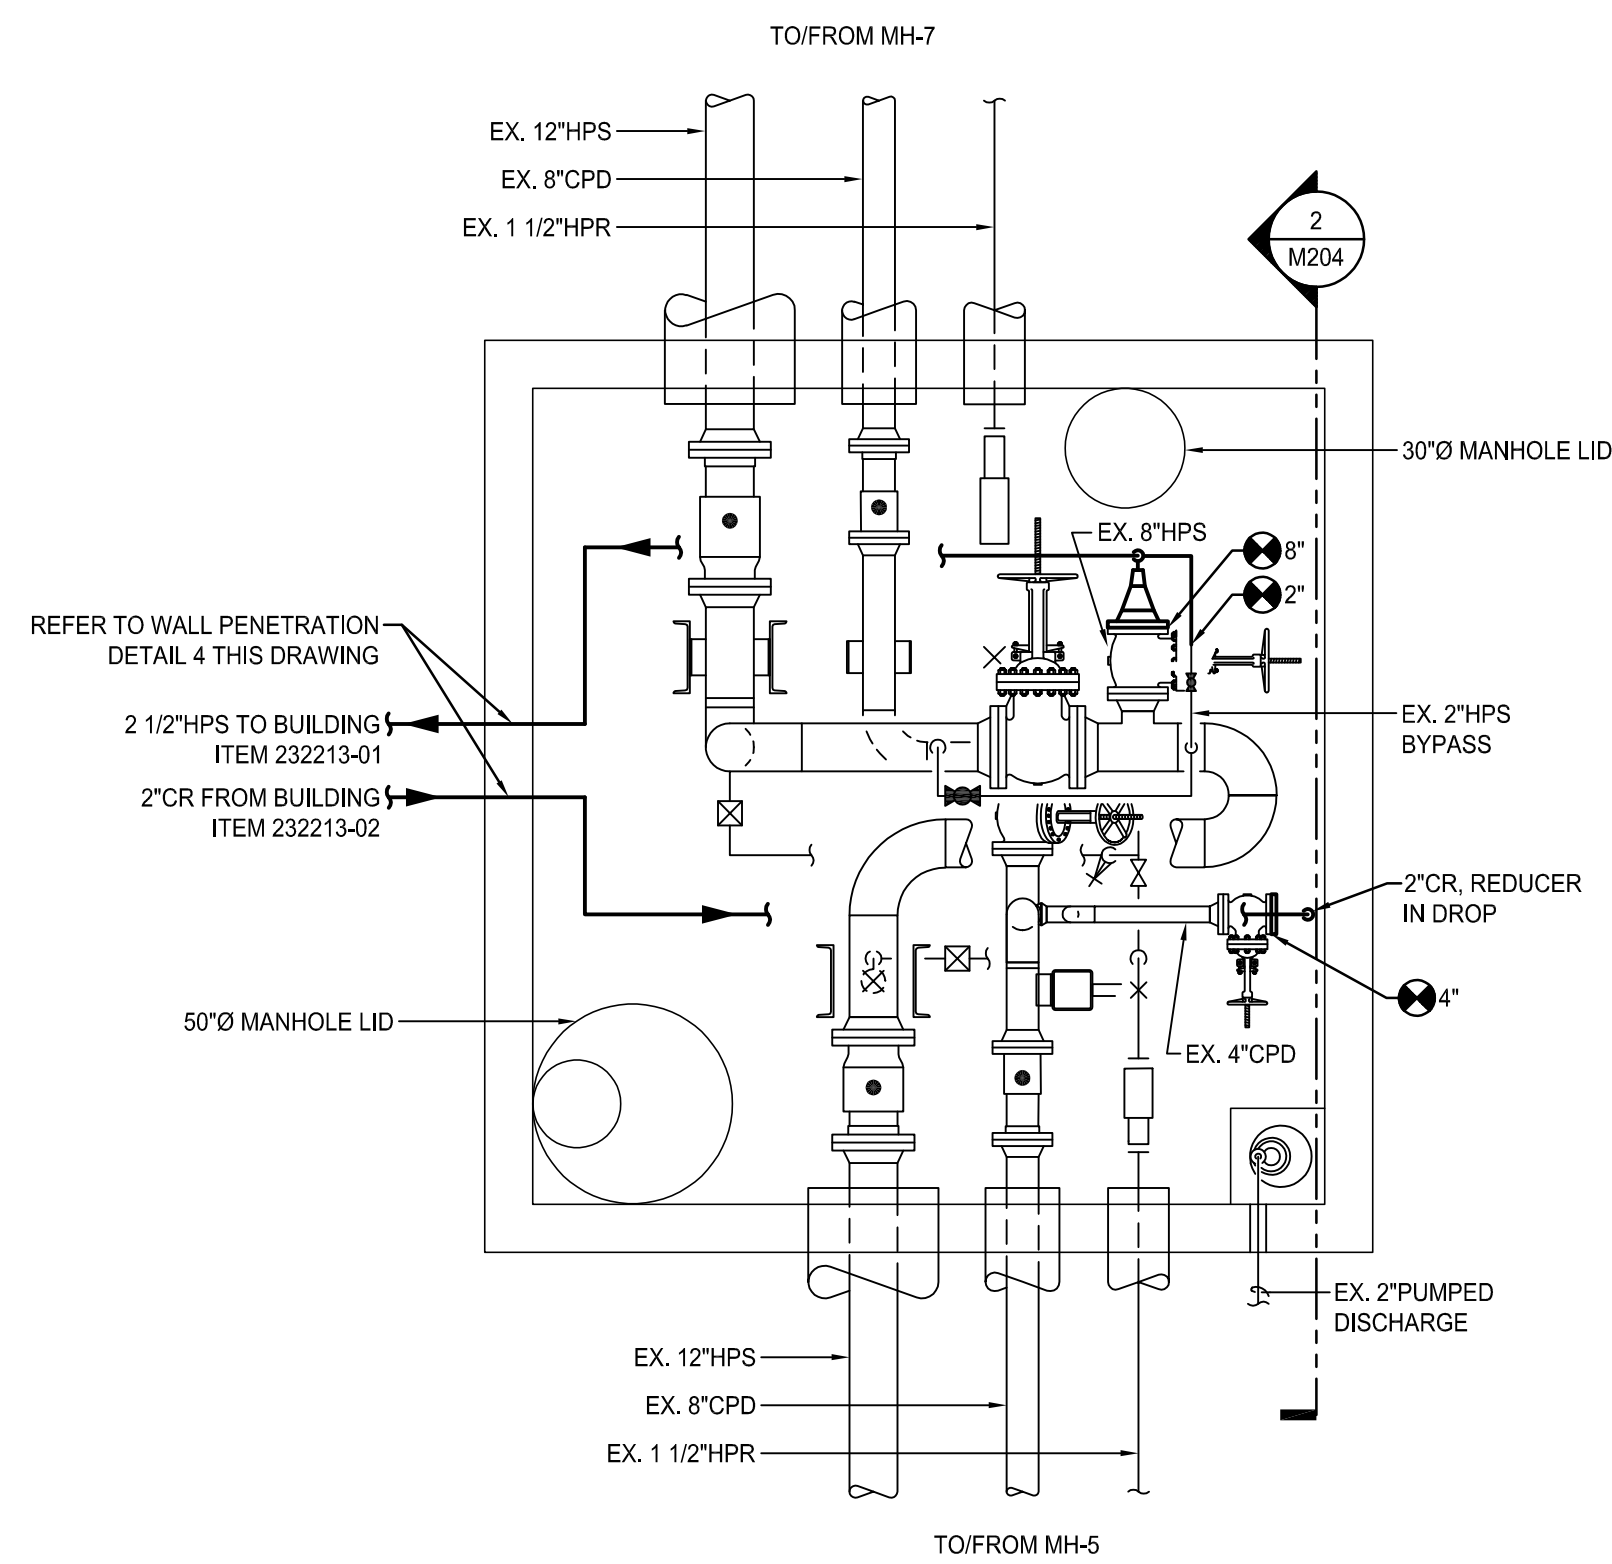 TO/FROM MH-7
EX. 12"HPS
EX. 8"CPD
EX. 1 1/2"HPR
2
M204
30"Ø MANHOLE LID
EX. 8"HPS
8"
2"
REFER TO WALL PENETRATION
DETAIL 4 THIS DRAWING
2 1/2"HPS TO BUILDING
ITEM 232213-01
2"CR FROM BUILDING
ITEM 232213-02
EX. 2"HPS
BYPASS
2"CR, REDUCER
IN DROP
4"
50"Ø MANHOLE LID
EX. 4"CPD
EX. 2"PUMPED
DISCHARGE
EX. 12"HPS
EX. 8"CPD
EX. 1 1/2"HPR
TO/FROM MH-5